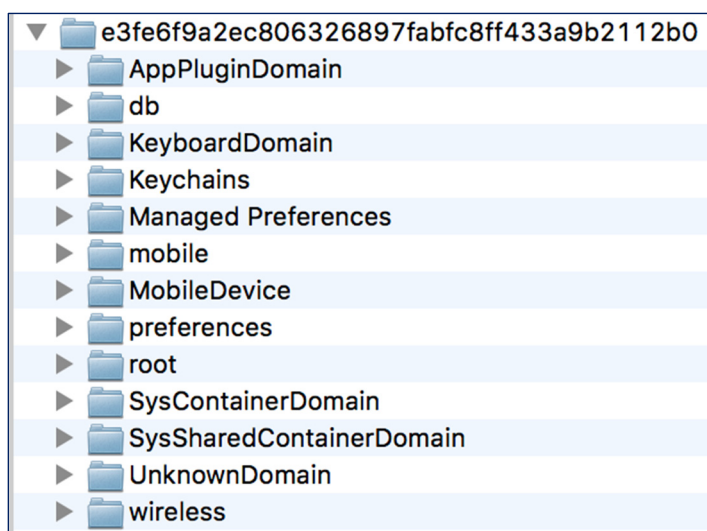 e3fe6f9a2ec806326897fabfc8ff433a9b2112b0
AppPluginDomain
db
KeyboardDomain
Keychains
Managed Preferences
mobile
MobileDevice
preferences
root
SysContainerDomain
SysSharedContainerDomain
UnknownDomain
wireless